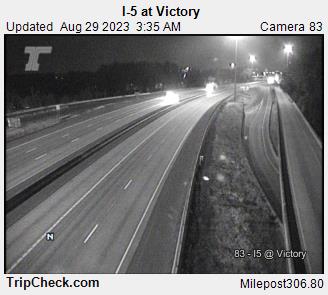 I-5 at Victory
Updated Aug 29 2023 3:35 AM Camera 83
T
N
83 - I5 @ Victory
TripCheck.com Milepost306.80